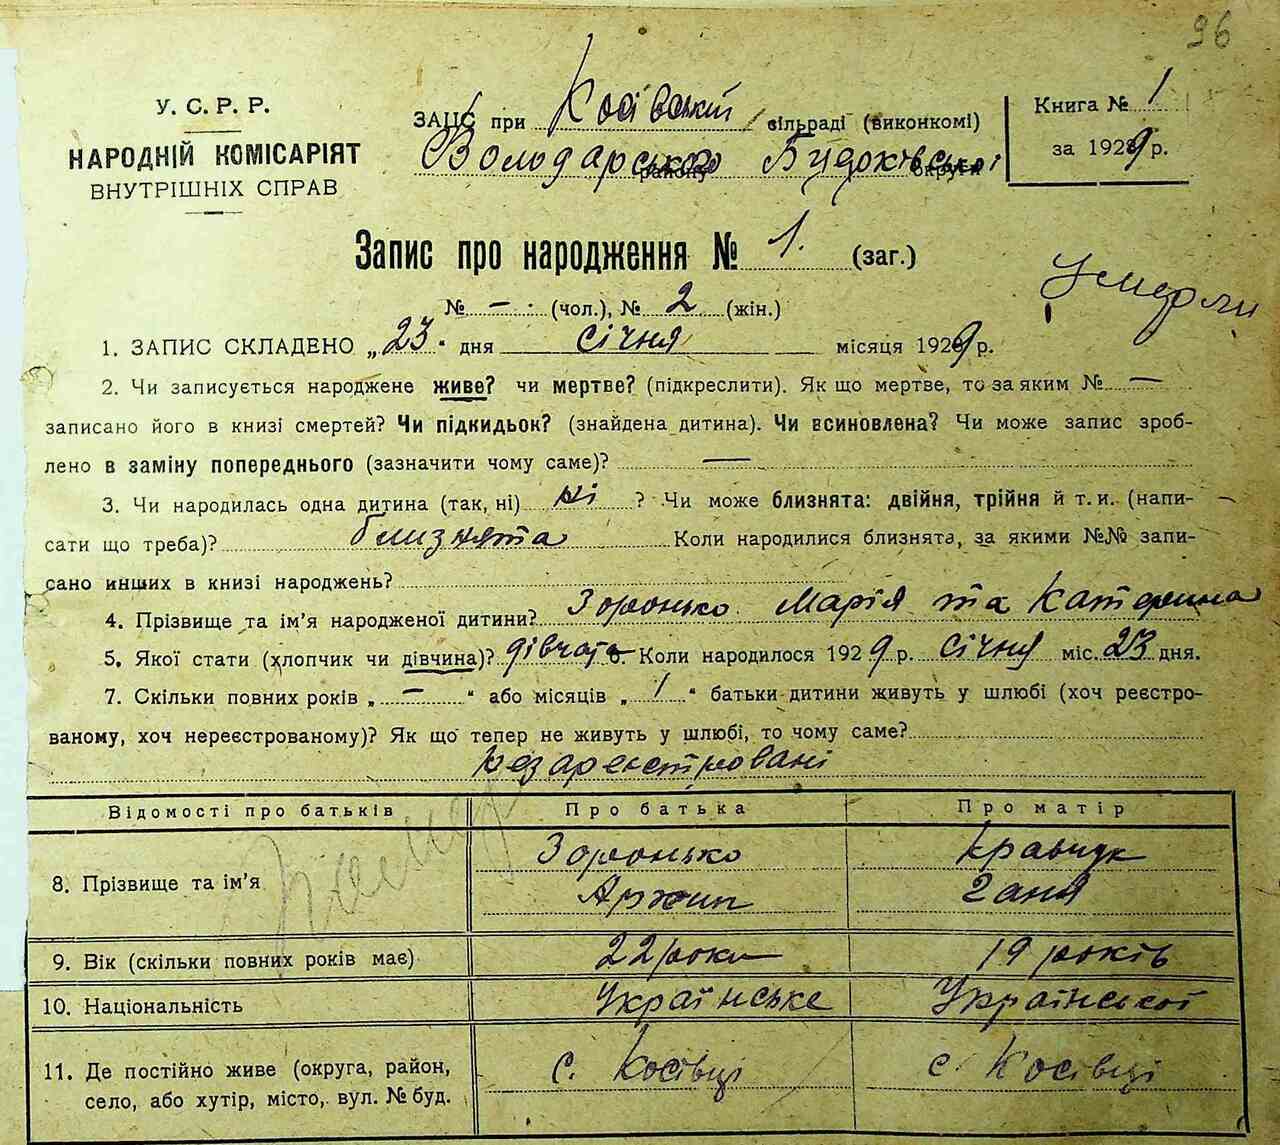 96
У. С. Р. Р.
НАРОДНІЙ КОМІСАРІЯТ
ВНУТРІШНІХ СПРАВ
ЗАПИС при Косівській сільраді (виконкомі)
Володарського району округи
Книга № 1
за 1929 р.
Запис про народження № 1. (заг.)
№ — (чол.), № 2 (жін.)
Умерли
1. ЗАПИС СКЛАДЕНО „23" дня січня місяця 1929 р.
2. Чи записується народжене живе? чи мертве? (підкреслити). Як що мертве, то за яким № —
записано його в книзі смертей? Чи підкидьок? (знайдена дитина). Чи всиновлена? Чи може запис зроб-
лено в заміну попереднього (зазначити чому саме)? —
3. Чи народилась одна дитина (так, ні) ні ? Чи може близнята: двійня, трійня й т. и. (напи-
сати що треба)? близнята Коли народилися близнята, за якими №№ запи-
сано инших в книзі народжень?
4. Прізвище та ім'я народженої дитини? Зоронько Марія та Катерина
5. Якої стати (хлопчик чи дівчина)? дівчата 6. Коли народилося 1929 р. січня міс. 23 дня.
7. Скільки повних років „—" або місяців „1" батьки дитини живуть у шлюбі (хоч реєстро-
ваному, хоч нереєстрованому)? Як що тепер не живуть у шлюбі, то чому саме?
незареєстровані
Відомості про батьків Про батька Про матір
8. Прізвище та ім'я
Зоронько Кравчук
Архип Ганя
9. Вік (скільки повних років має) 22 роки 19 років
10. Національність Українське Української
11. Де постійно живе (округа, район, село, або хутір, місто, вул. № буд.
с. Косівці с. Косівці